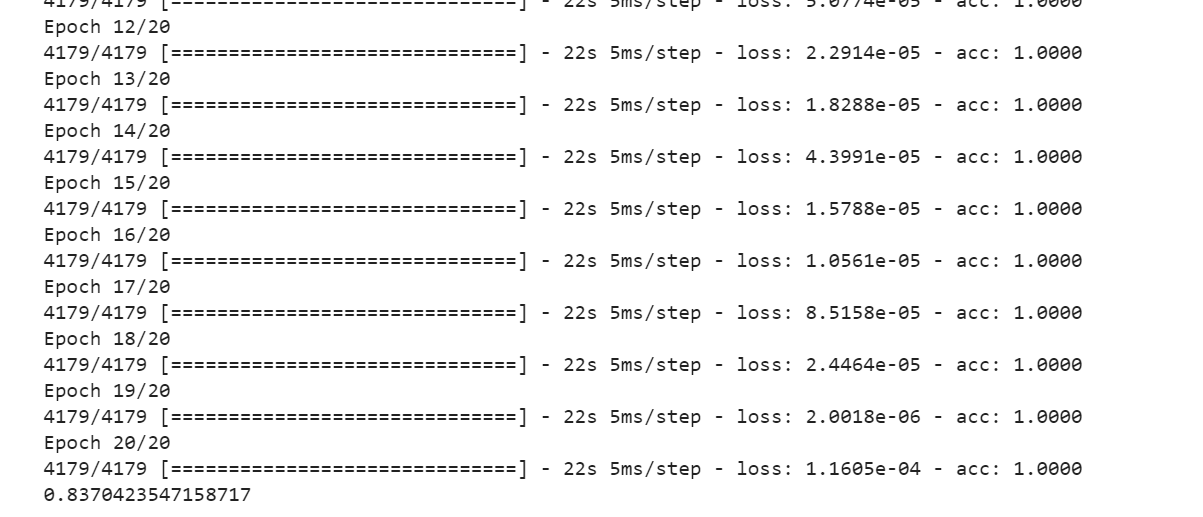 4179/4179 [==============================] - 22s 5ms/step - loss: 5.0774e-05 - acc: 1.0000
Epoch 12/20
4179/4179 [==============================] - 22s 5ms/step - loss: 2.2914e-05 - acc: 1.0000
Epoch 13/20
4179/4179 [==============================] - 22s 5ms/step - loss: 1.8288e-05 - acc: 1.0000
Epoch 14/20
4179/4179 [==============================] - 22s 5ms/step - loss: 4.3991e-05 - acc: 1.0000
Epoch 15/20
4179/4179 [==============================] - 22s 5ms/step - loss: 1.5788e-05 - acc: 1.0000
Epoch 16/20
4179/4179 [==============================] - 22s 5ms/step - loss: 1.0561e-05 - acc: 1.0000
Epoch 17/20
4179/4179 [==============================] - 22s 5ms/step - loss: 8.5158e-05 - acc: 1.0000
Epoch 18/20
4179/4179 [==============================] - 22s 5ms/step - loss: 2.4464e-05 - acc: 1.0000
Epoch 19/20
4179/4179 [==============================] - 22s 5ms/step - loss: 2.0018e-06 - acc: 1.0000
Epoch 20/20
4179/4179 [==============================] - 22s 5ms/step - loss: 1.1605e-04 - acc: 1.0000
0.8370423547158717